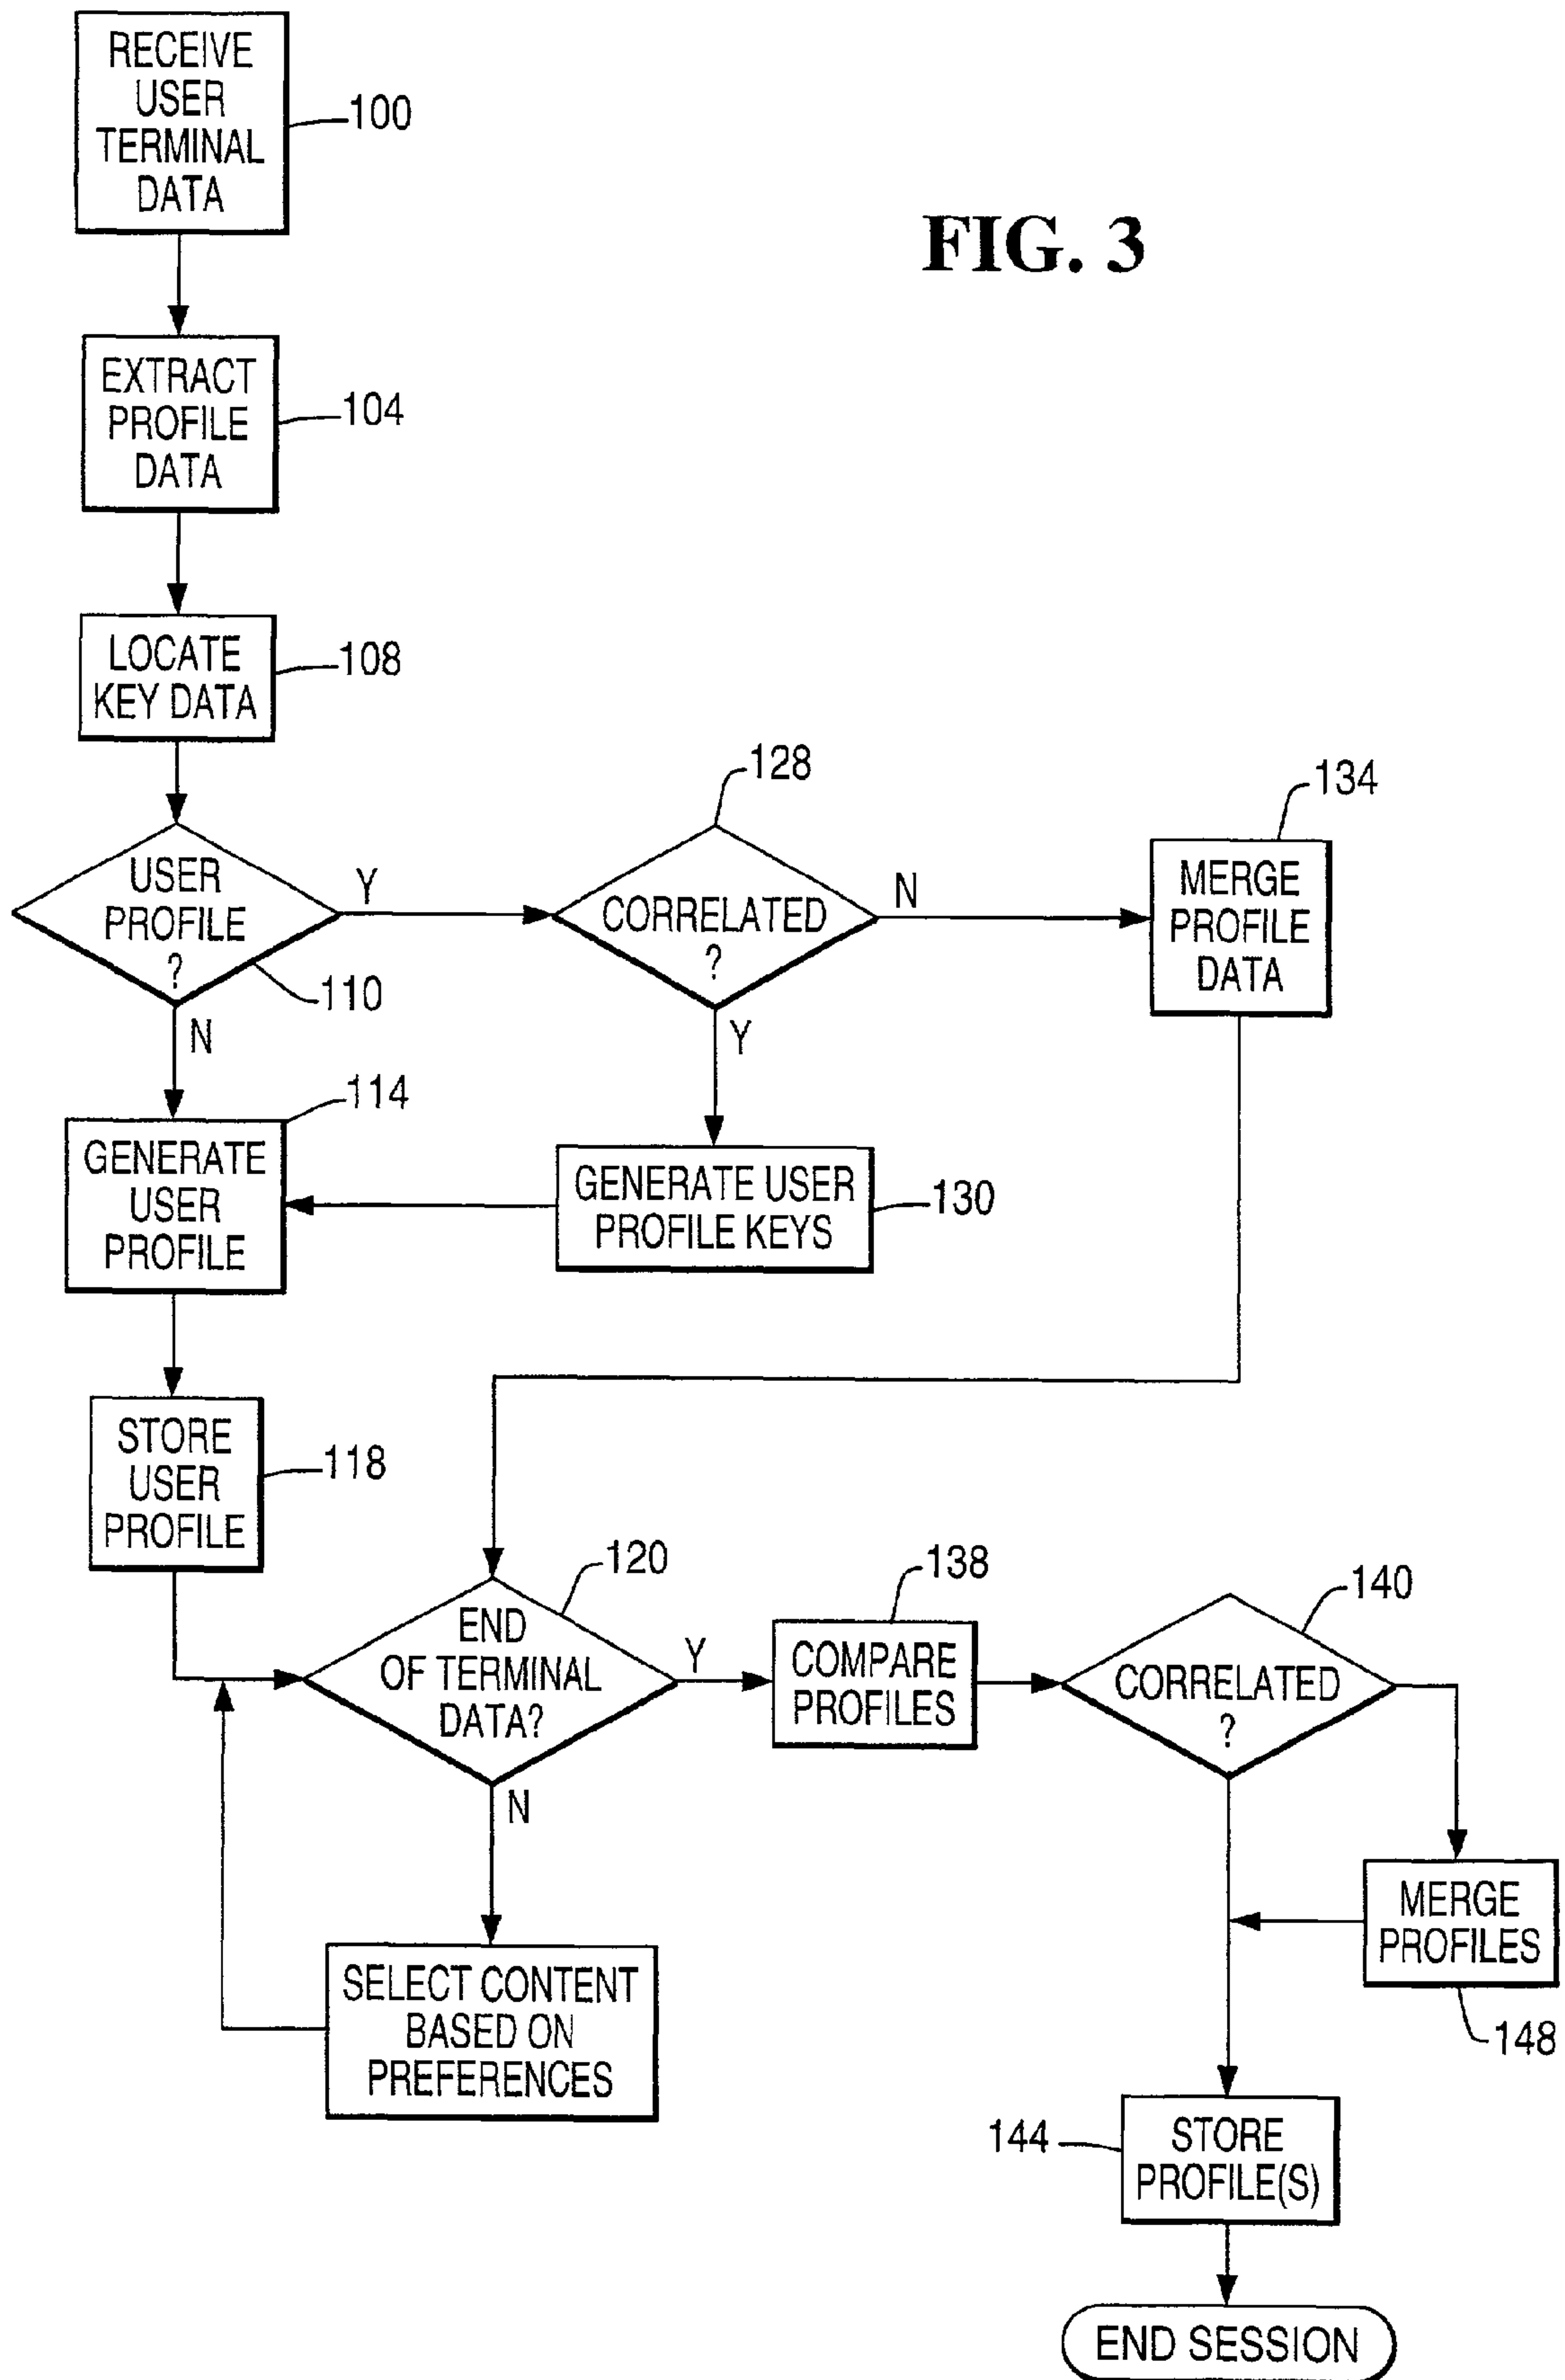 RECEIVE
USER
TERMINAL
DATA
100
FIG. 3
EXTRACT
PROFILE
DATA
104
LOCATE
KEY DATA
108
USER
PROFILE
?
110
Y
N
CORRELATED
?
128
N
Y
MERGE
PROFILE
DATA
134
GENERATE
USER
PROFILE
114
GENERATE USER
PROFILE KEYS
130
STORE
USER
PROFILE
118
END
OF TERMINAL
DATA?
120
Y
N
COMPARE
PROFILES
138
CORRELATED
?
140
MERGE
PROFILES
148
SELECT CONTENT
BASED ON
PREFERENCES
STORE
PROFILE(S)
144
END SESSION